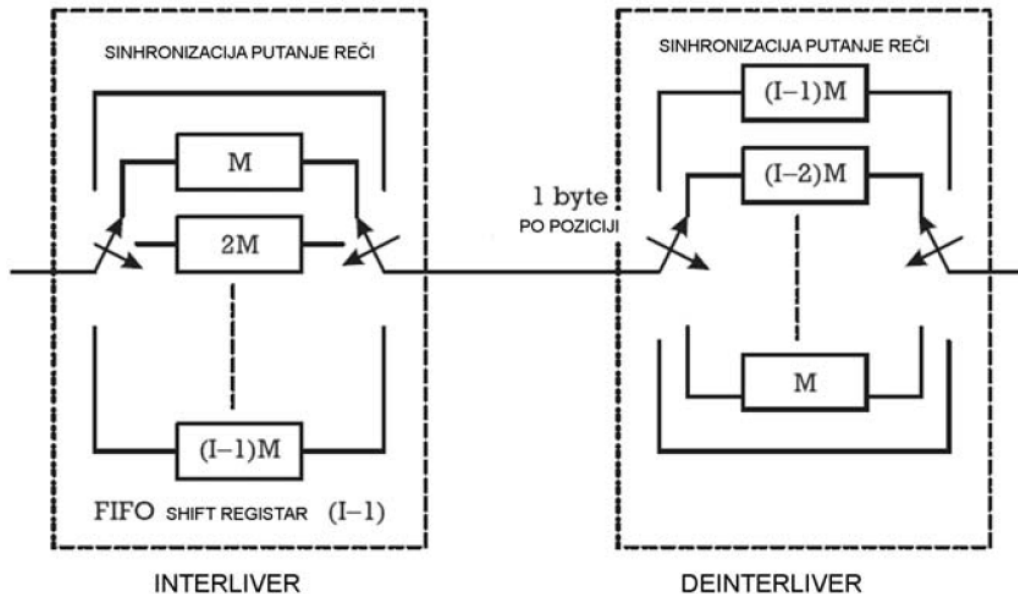 SINHRONIZACIJA PUTANJE REČI
M
2M
(I–1)M
FIFO SHIFT REGISTAR (I–1)
INTERLIVER
1 byte
PO POZICIJI
SINHRONIZACIJA PUTANJE REČI
(I–1)M
(I–2)M
M
DEINTERLIVER